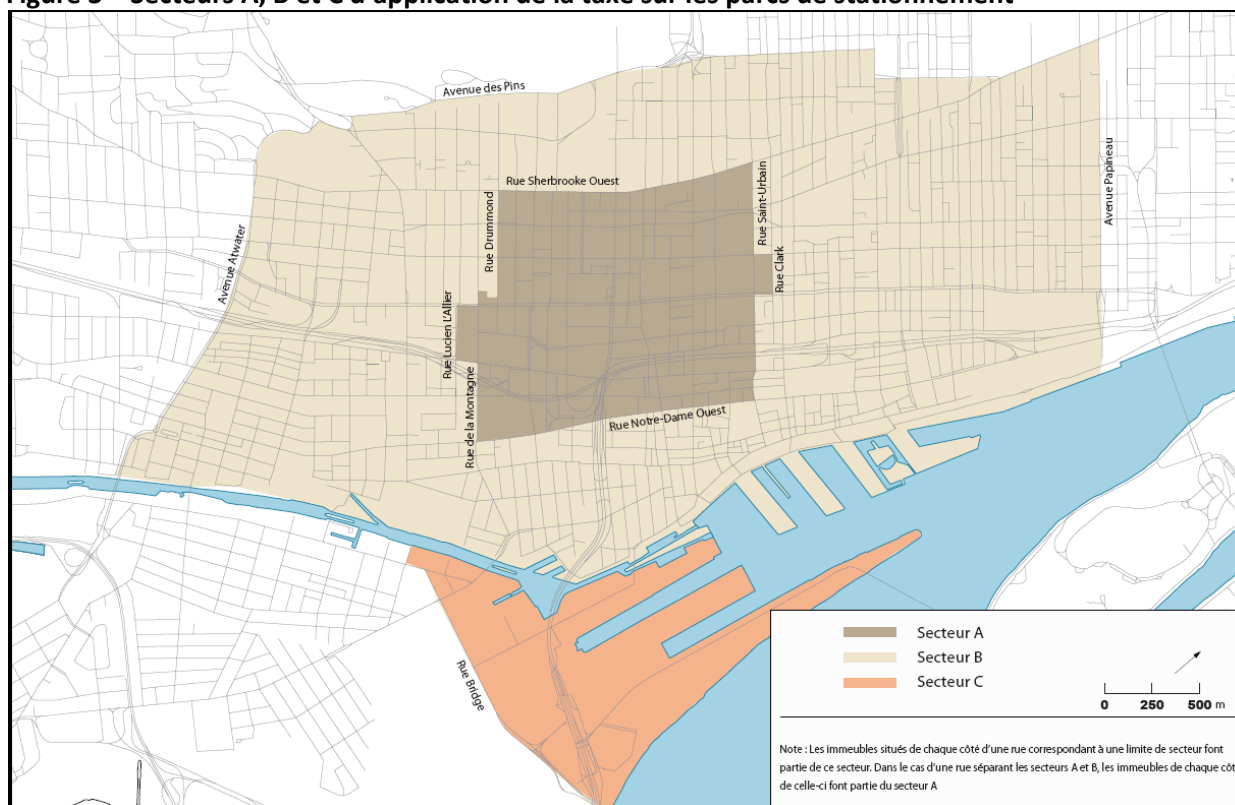 Figure 3 – Secteurs A, B et C d'application de la taxe sur les parcs de stationnement
Avenue des Pins
Rue Sherbrooke Ouest
Rue Saint-Urbain
Avenue Papineau
Rue Drummond
Avenue Atwater
Rue Clark
Rue Lucien L'Allier
Rue de la Montagne
Rue Notre-Dame Ouest
Rue Bridge
Secteur A
Secteur B
Secteur C
0 250 500 m
Note : Les immeubles situés de chaque côté d'une rue correspondant à une limite de secteur font
partie de ce secteur. Dans le cas d'une rue séparant les secteurs A et B, les immeubles de chaque côt
de celle-ci font partie du secteur A